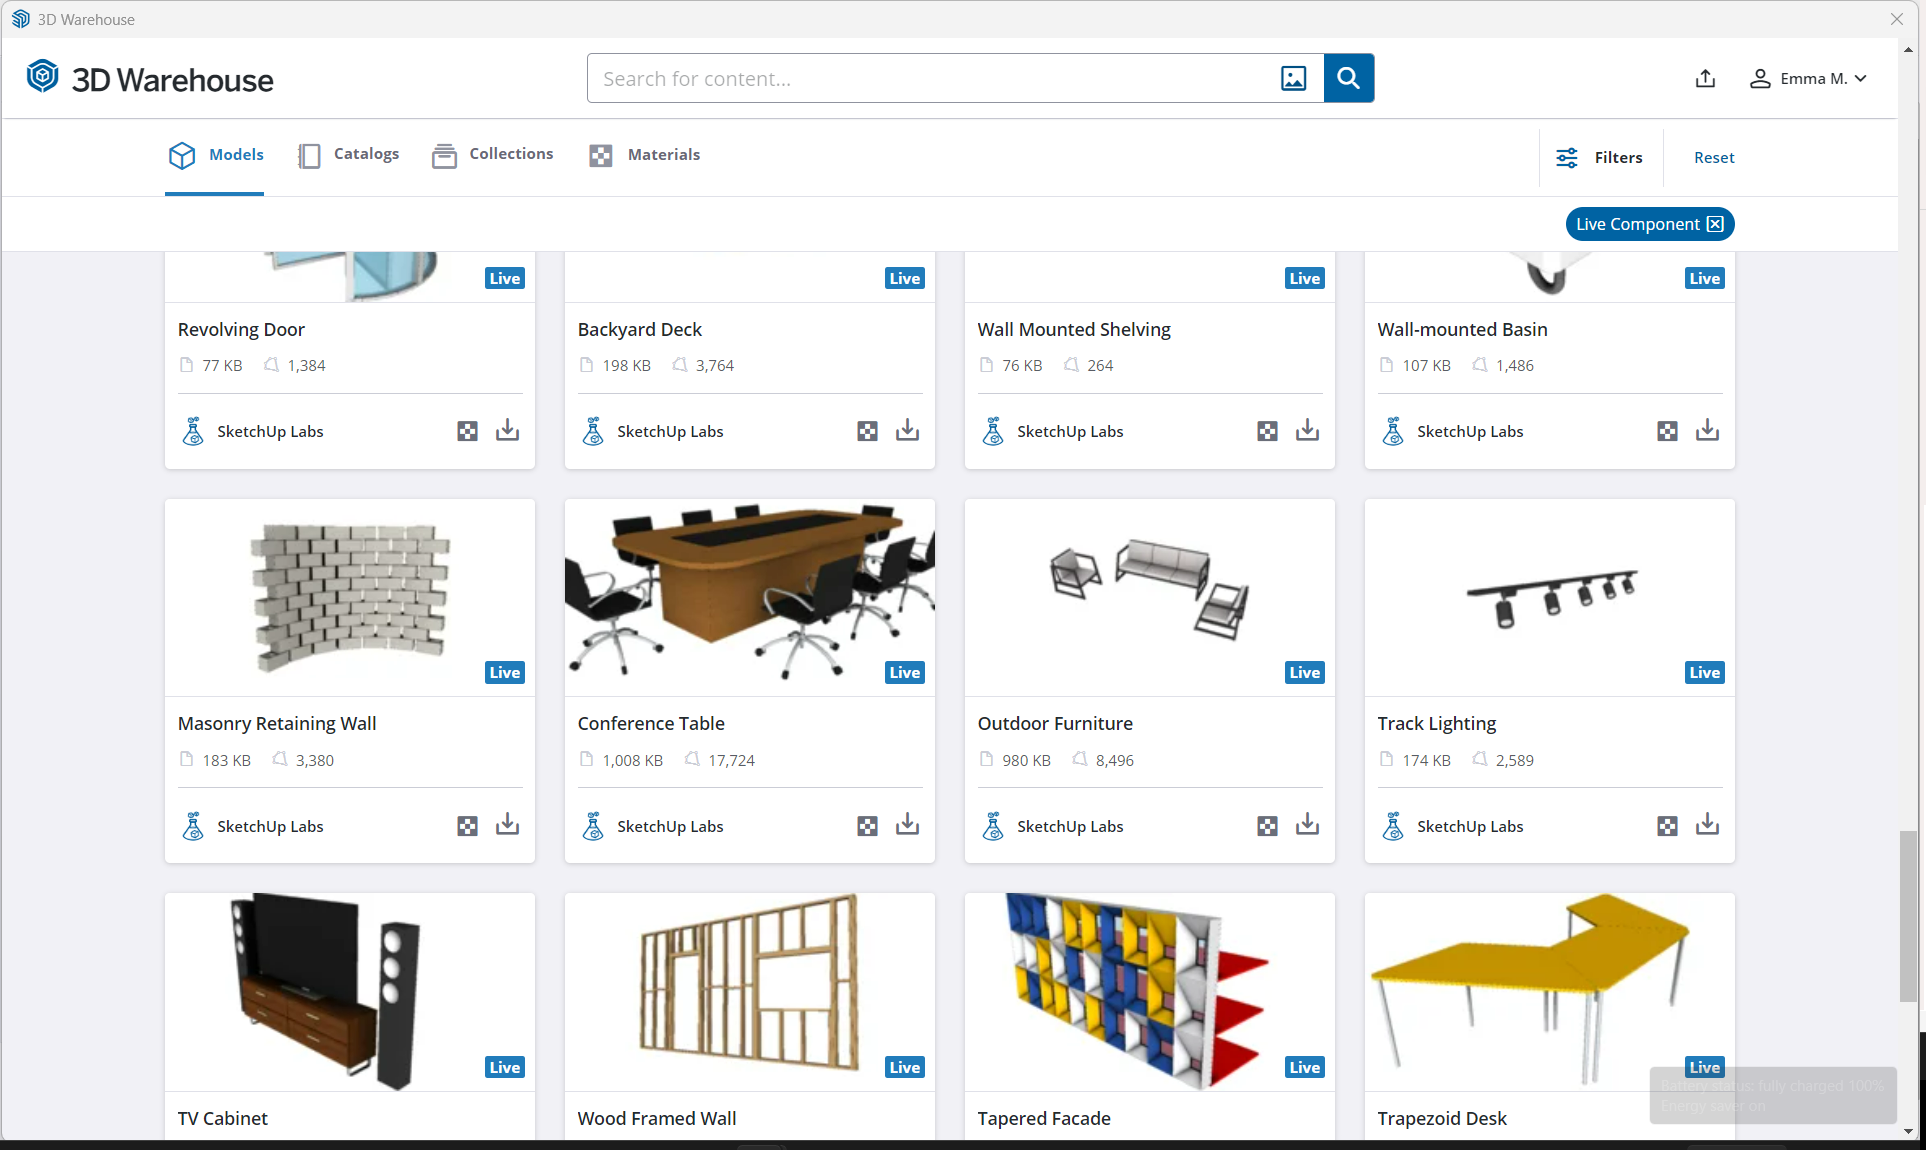 3D Warehouse
3D Warehouse
Search for content...
Emma M.
Models
Catalogs
Collections
Materials
Filters
Reset
Live Component
Live
Live
Live
Live
Revolving Door
Backyard Deck
Wall Mounted Shelving
Wall-mounted Basin
77 KB 1,384
198 KB 3,764
76 KB 264
107 KB 1,486
SketchUp Labs
SketchUp Labs
SketchUp Labs
SketchUp Labs
Live
Live
Live
Live
Masonry Retaining Wall
Conference Table
Outdoor Furniture
Track Lighting
183 KB 3,380
1,008 KB 17,724
980 KB 8,496
174 KB 2,589
SketchUp Labs
SketchUp Labs
SketchUp Labs
SketchUp Labs
Live
Live
Live
Live
Battery status: fully charged 100%
Energy saver on
TV Cabinet
Wood Framed Wall
Tapered Facade
Trapezoid Desk